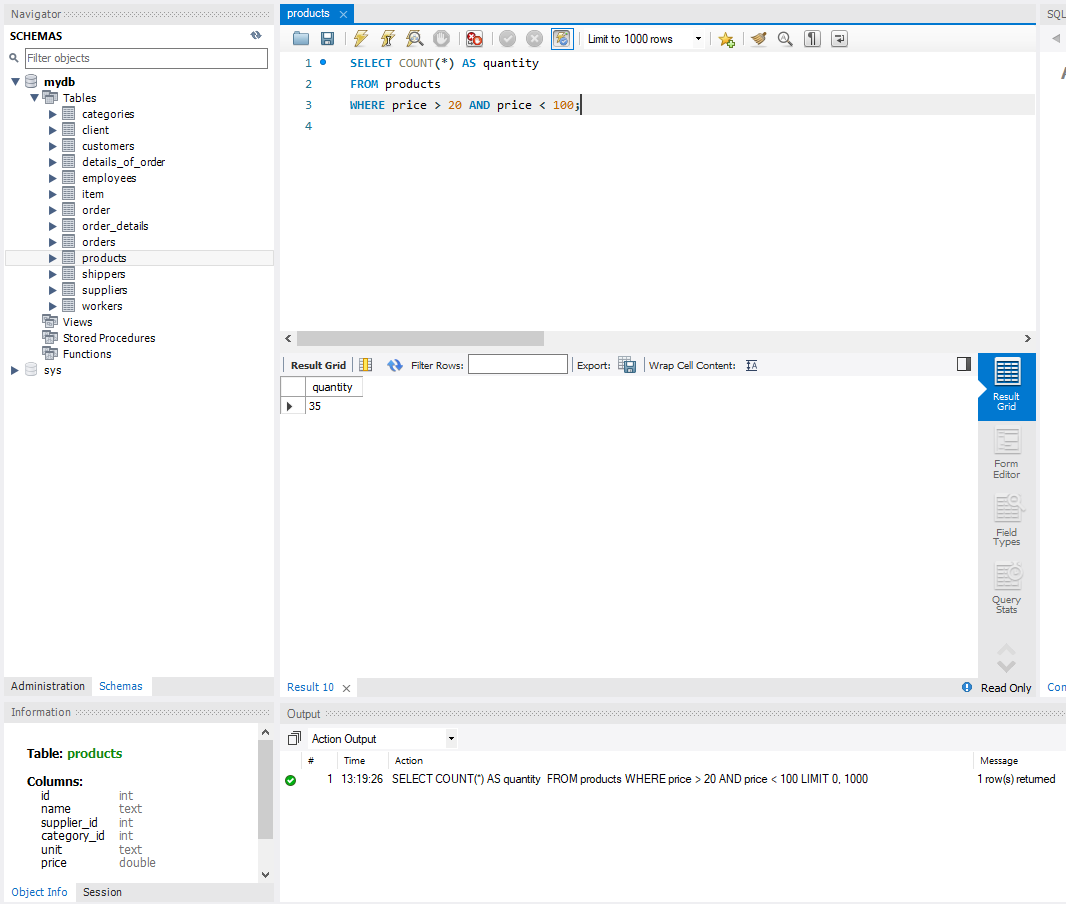 Navigator
SCHEMAS
Filter objects
mydb
Tables
categories
client
customers
details_of_order
employees
item
order
order_details
orders
products
shippers
suppliers
workers
Views
Stored Procedures
Functions
sys
Administration Schemas
Information
Table: products
Columns:
id int
name text
supplier_id int
category_id int
unit text
price double
Object Info Session
products
Limit to 1000 rows
1 SELECT COUNT(*) AS quantity
2 FROM products
3 WHERE price > 20 AND price < 100;
4
Result Grid Filter Rows: Export: Wrap Cell Content:
quantity
35
Result
Grid
Form
Editor
Field
Types
Query
Stats
Result 10 Read Only
Output
Action Output
# Time Action Message
1 13:19:26 SELECT COUNT(*) AS quantity FROM products WHERE price > 20 AND price < 100 LIMIT 0, 1000 1 row(s) returned
SQL
Con